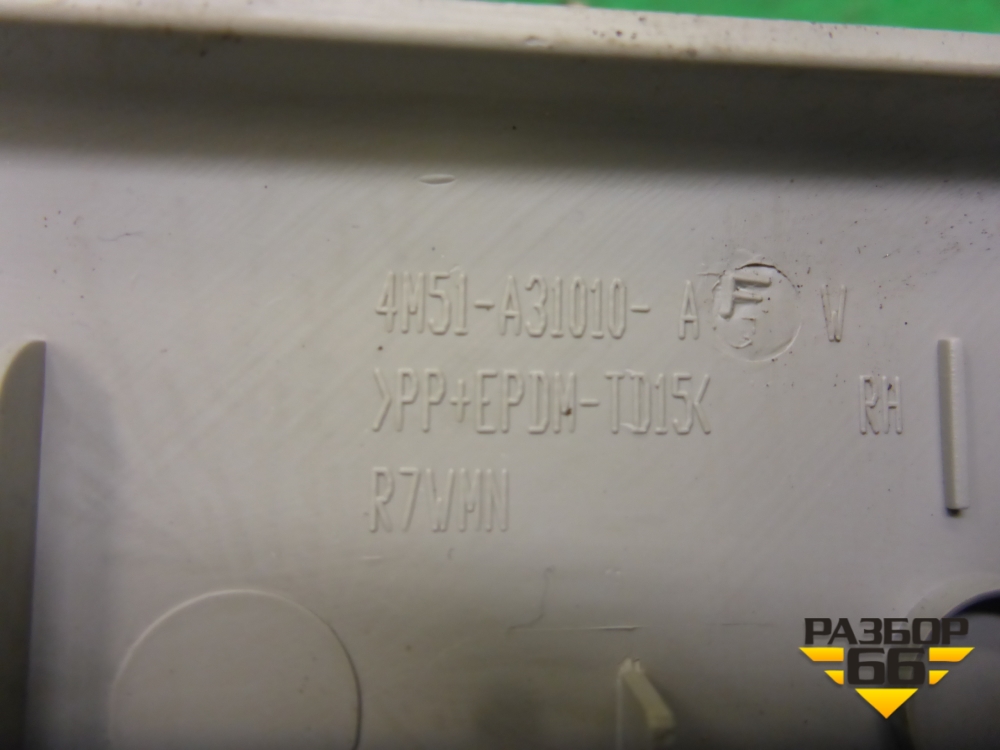 4M51-A31010- A F W
>PP+EPDM-TD15< RH
R7WMN
РАЗБОР
66